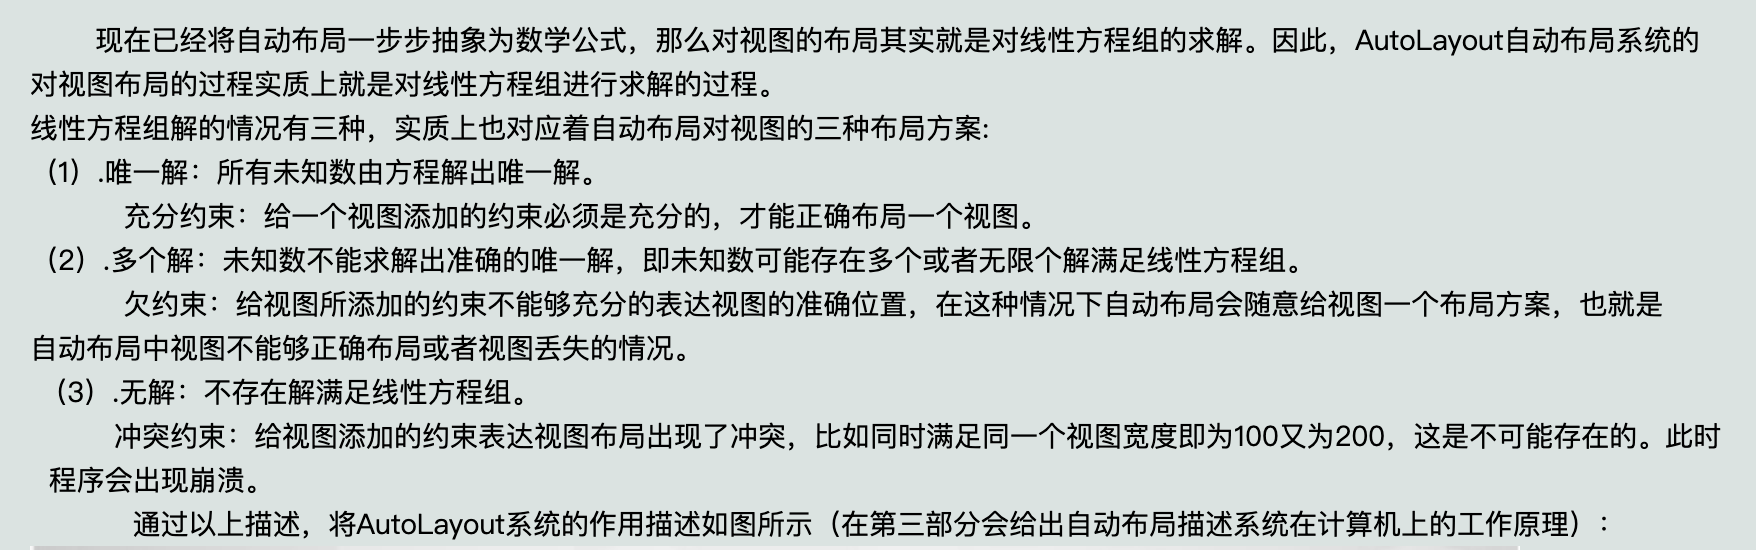 现在已经将自动布局一步步抽象为数学公式，那么对视图的布局其实就是对线性方程组的求解。因此，AutoLayout自动布局系统的
对视图布局的过程实质上就是对线性方程组进行求解的过程。
线性方程组解的情况有三种，实质上也对应着自动布局对视图的三种布局方案:
（1）.唯一解：所有未知数由方程解出唯一解。
充分约束：给一个视图添加的约束必须是充分的，才能正确布局一个视图。
（2）.多个解：未知数不能求解出准确的唯一解，即未知数可能存在多个或者无限个解满足线性方程组。
欠约束：给视图所添加的约束不能够充分的表达视图的准确位置，在这种情况下自动布局会随意给视图一个布局方案，也就是
自动布局中视图不能够正确布局或者视图丢失的情况。
（3）.无解：不存在解满足线性方程组。
冲突约束：给视图添加的约束表达视图布局出现了冲突，比如同时满足同一个视图宽度即为100又为200，这是不可能存在的。此时
程序会出现崩溃。
通过以上描述，将AutoLayout系统的作用描述如图所示（在第三部分会给出自动布局描述系统在计算机上的工作原理）：